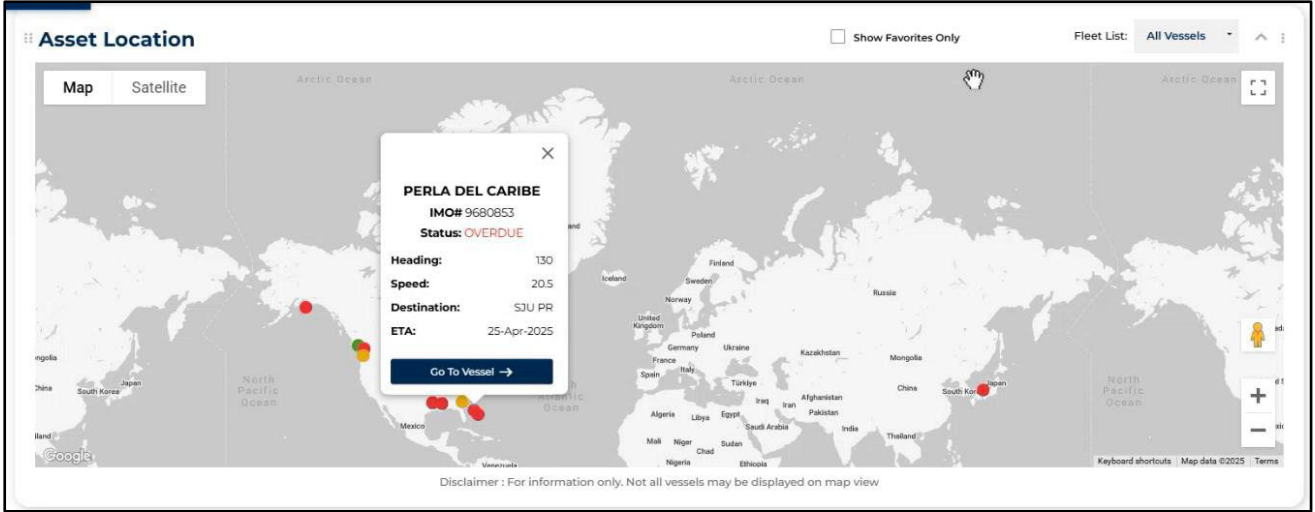 Asset Location
Show Favorites Only
Fleet List: All Vessels
Map Satellite
Arctic Ocean
Arctic Ocean
Arctic Ocean
PERLA DEL CARIBE
IMO# 9680853
Status: OVERDUE
Heading: 130
Speed: 20.5
Destination: SJU PR
ETA: 25-Apr-2025
Go To Vessel →
Iceland
Finland
Sweden
Norway
Russia
United
Kingdom
Poland
Germany
Ukraine
Kazakhstan
Mongolia
France
Italy
Spain
Türkiye
China
South Korea
Japan
Iraq
Iran
Afghanistan
Pakistan
Algeria
Libya
Egypt
Saudi Arabia
India
Thailand
Mali
Niger
Chad
Sudan
Nigeria
Ethiopia
North
Pacific
Ocean
Mexico
Venezuela
Ocean
China
South Korea
Japan
North
Pacific
Ocean
Google
Keyboard shortcuts Map data ©2025 Terms
Disclaimer : For information only. Not all vessels may be displayed on map view